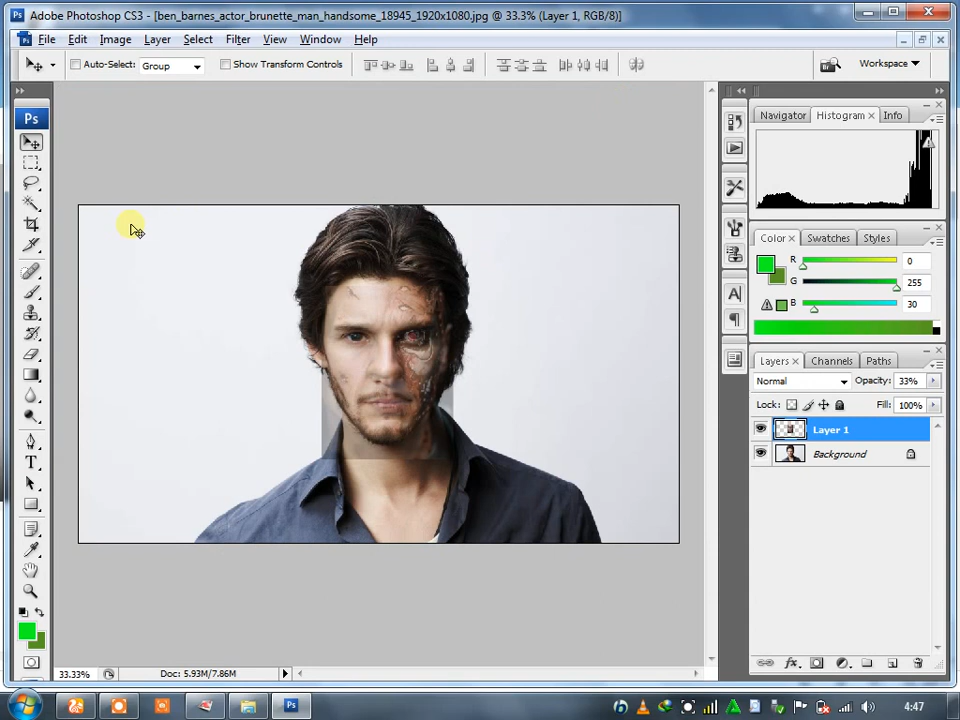 Adobe Photoshop CS3 - [ben_barnes_actor_brunette_man_handsome_18945_1920x1080.jpg @ 33.3% (Layer 1, RGB/8)]
File Edit Image Layer Select Filter View Window Help
Auto-Select: Group Show Transform Controls Workspace
Ps
Navigator Histogram Info
Color Swatches Styles
R 0
G 255
B 30
Layers Channels Paths
Normal Opacity: 33%
Lock: Fill: 100%
Layer 1
Background
33.33% Doc: 5.93M/7.86M
4:47